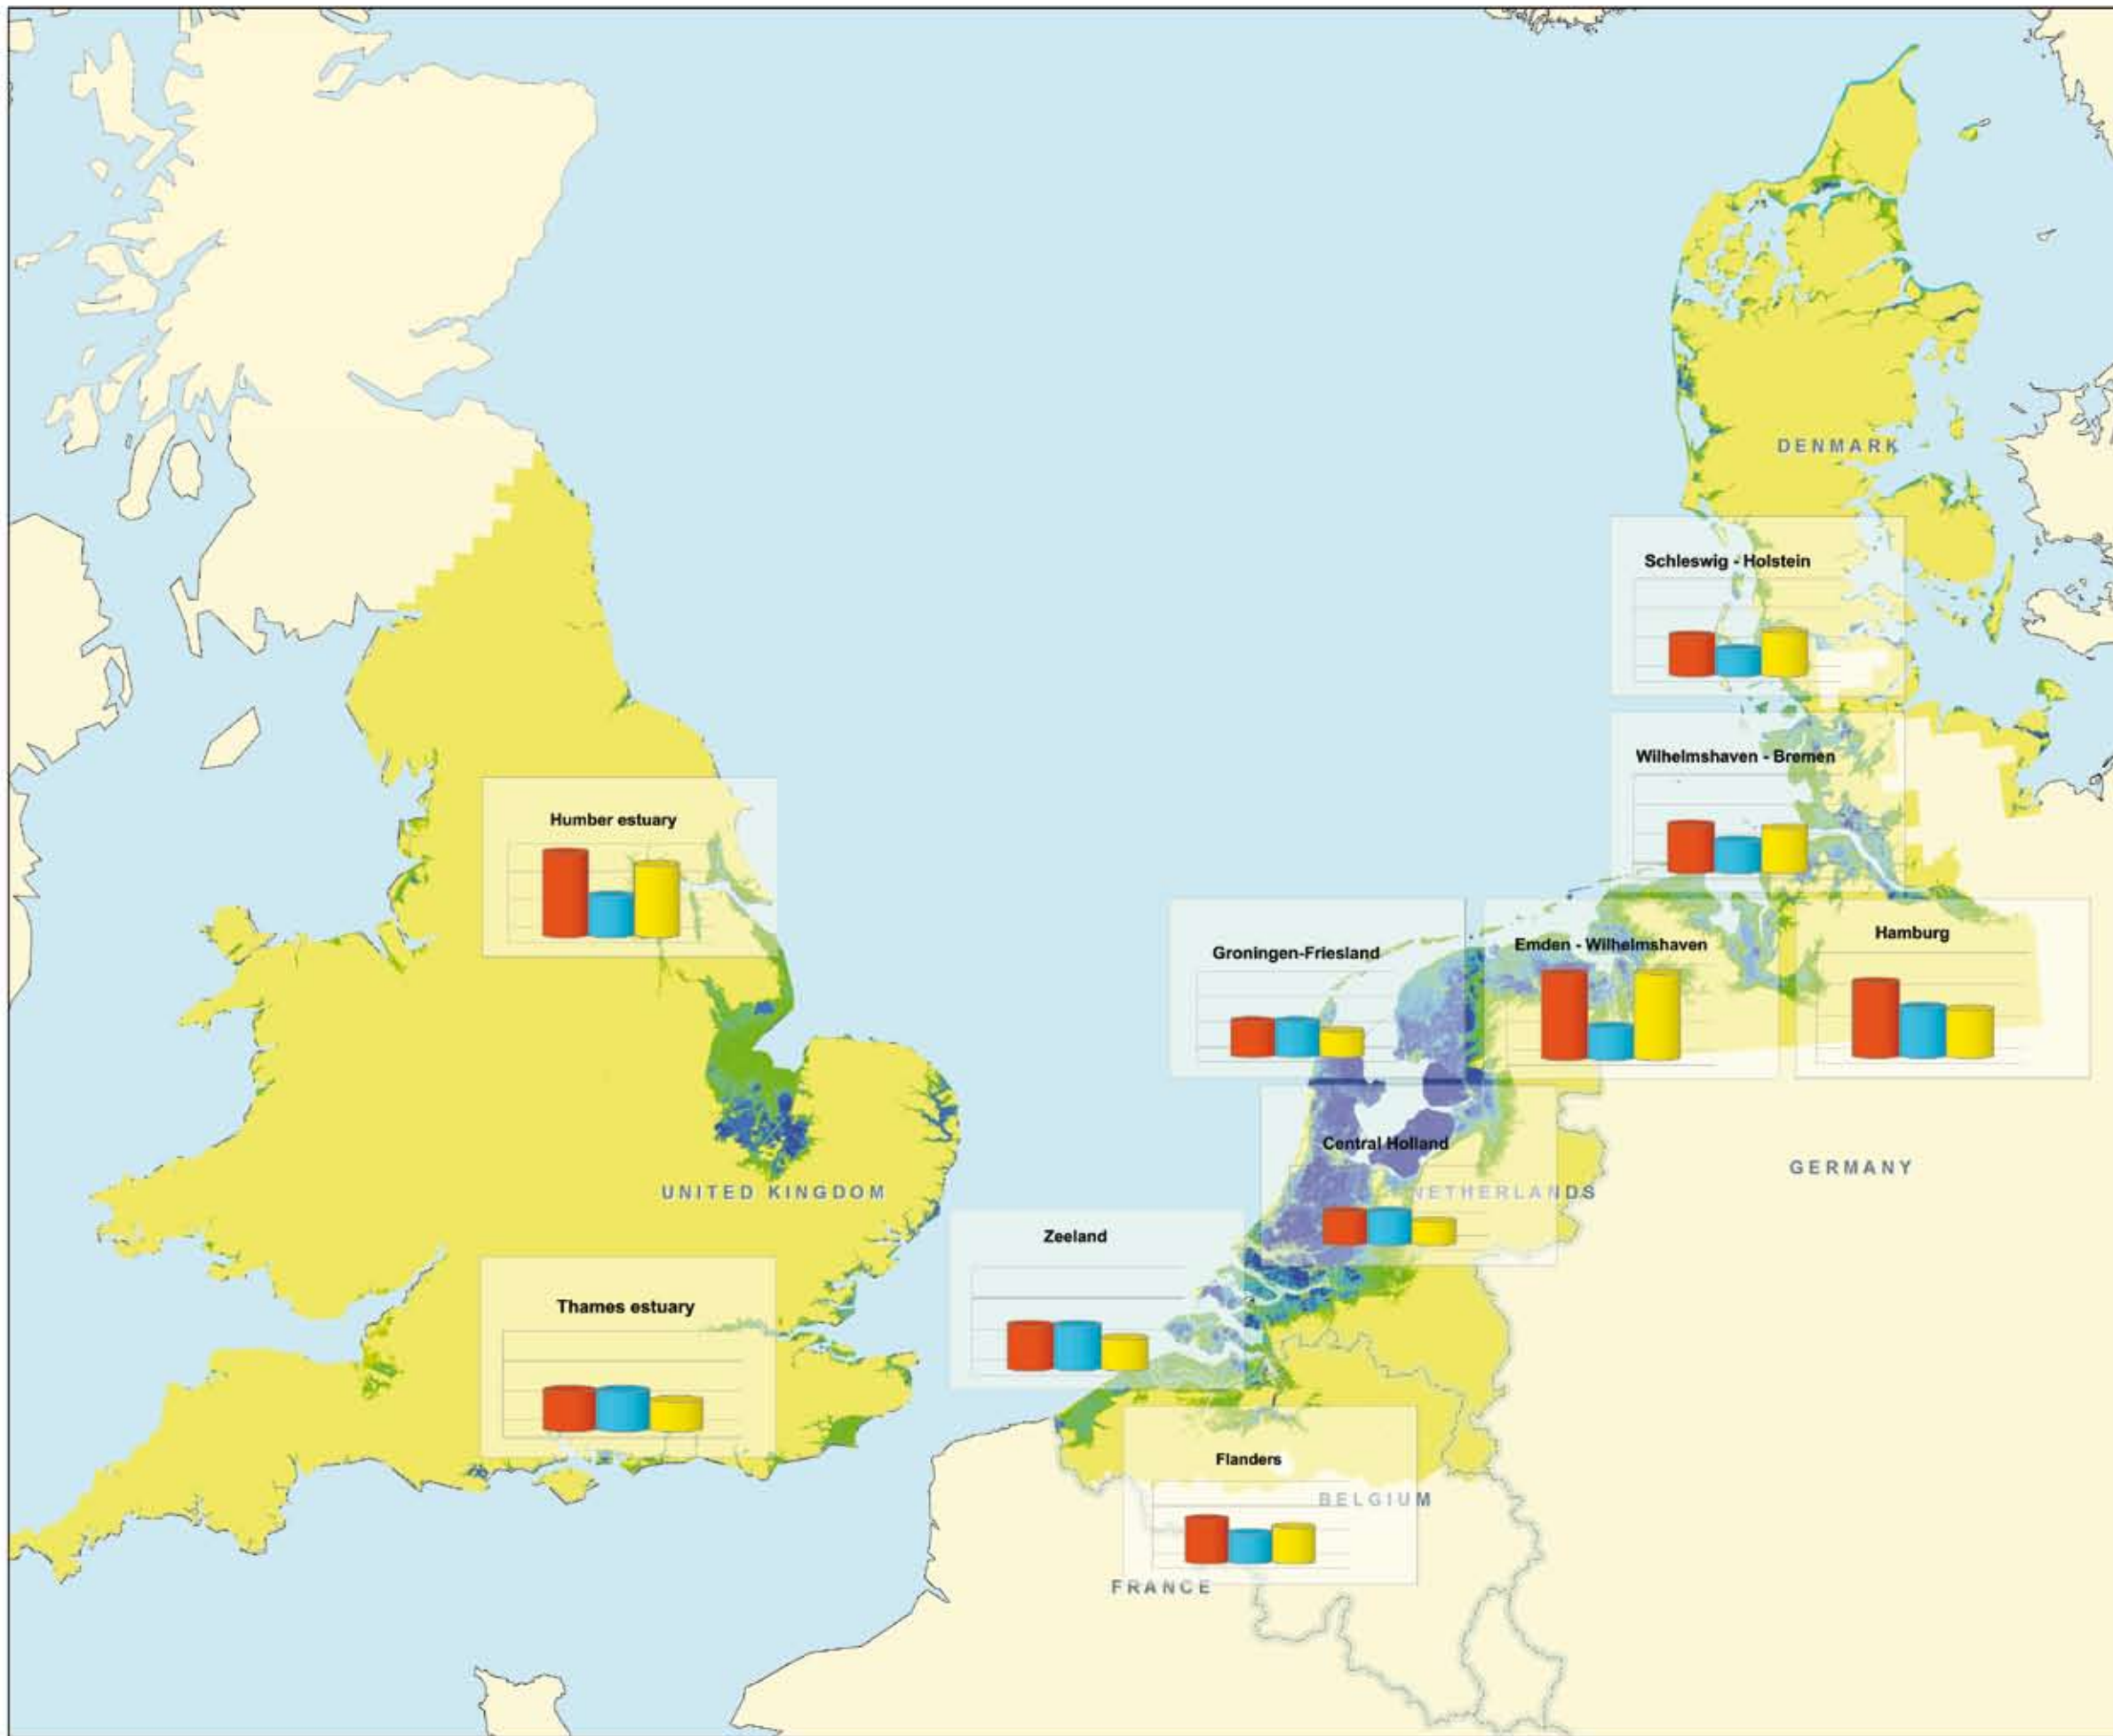 DENMARK
Schleswig - Holstein
Wilhelmshaven - Bremen
Humber estuary
Hamburg
Emden - Wilhelmshaven
Groningen-Friesland
Central Holland
GERMANY
UNITED KINGDOM
NETHERLANDS
Zeeland
Thames estuary
Flanders
BELGIUM
FRANCE